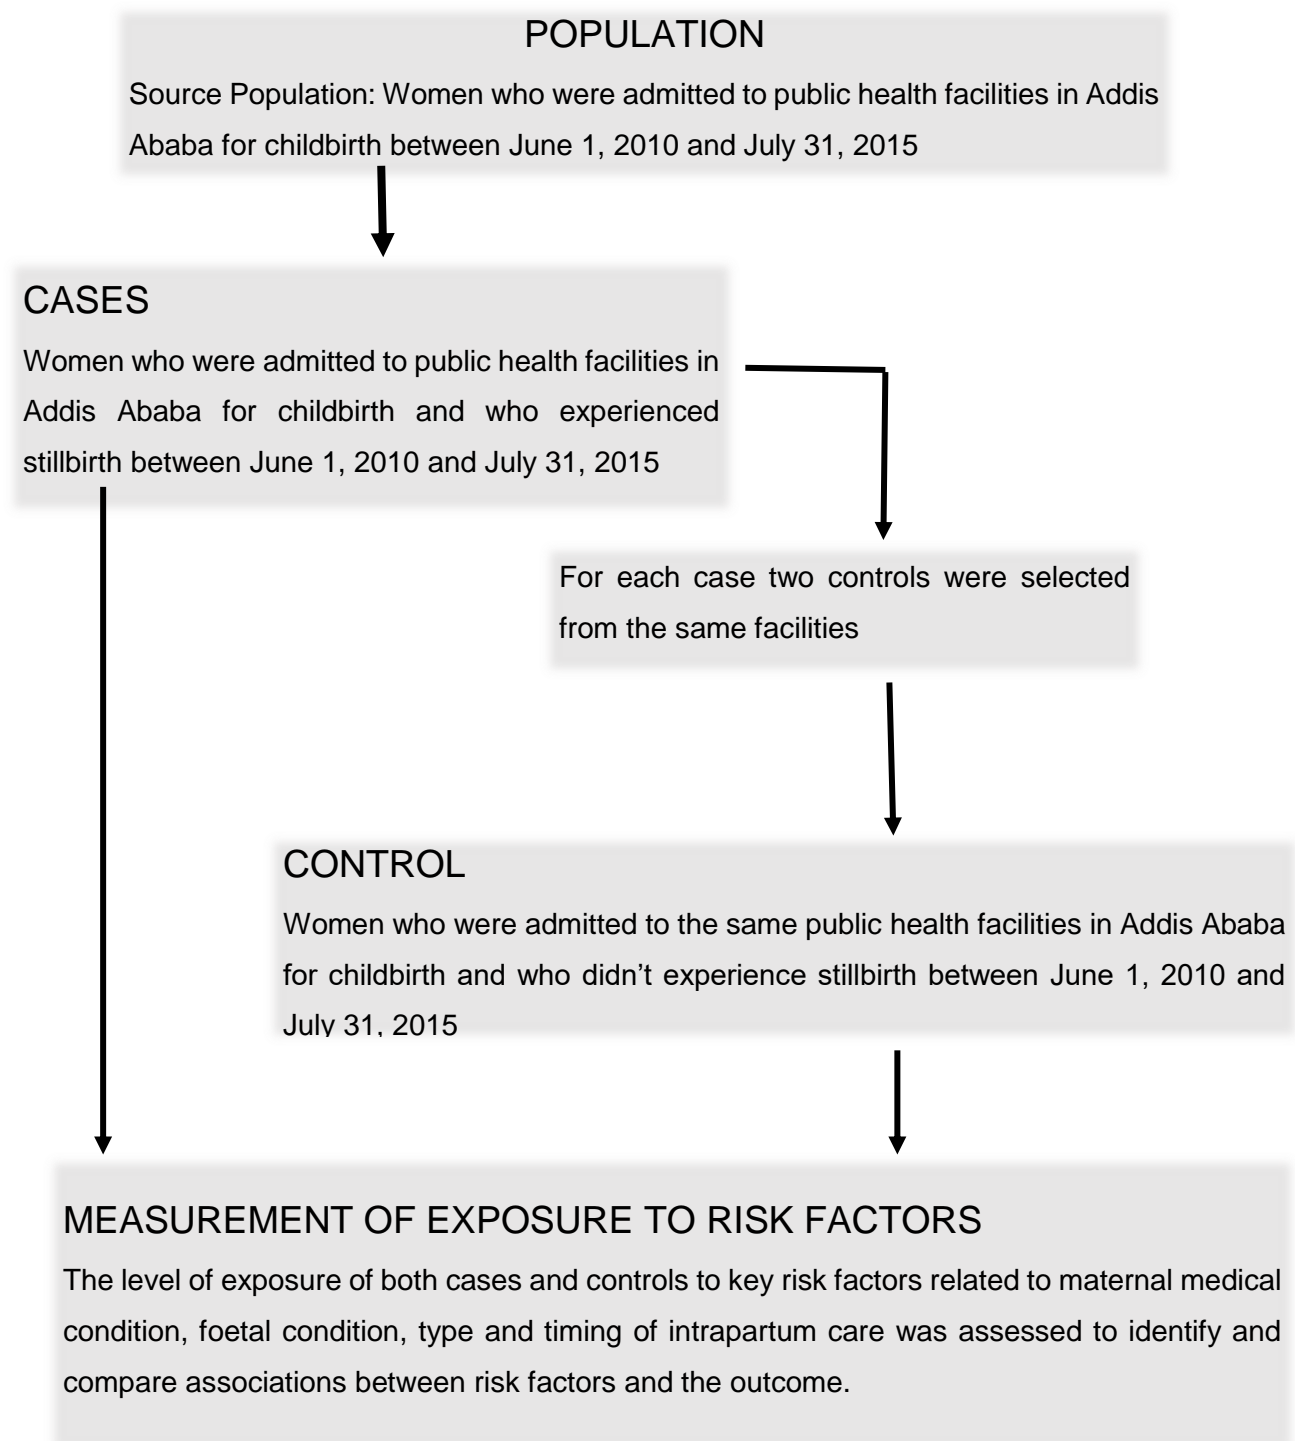 POPULATION
Source Population: Women who were admitted to public health facilities in Addis
Ababa for childbirth between June 1, 2010 and July 31, 2015
CASES
Women who were admitted to public health facilities in
Addis Ababa for childbirth and who experienced
stillbirth between June 1, 2010 and July 31, 2015
For each case two controls were selected
from the same facilities
CONTROL
Women who were admitted to the same public health facilities in Addis Ababa
for childbirth and who didn’t experience stillbirth between June 1, 2010 and
July 31, 2015
MEASUREMENT OF EXPOSURE TO RISK FACTORS
The level of exposure of both cases and controls to key risk factors related to maternal medical
condition, foetal condition, type and timing of intrapartum care was assessed to identify and
compare associations between risk factors and the outcome.